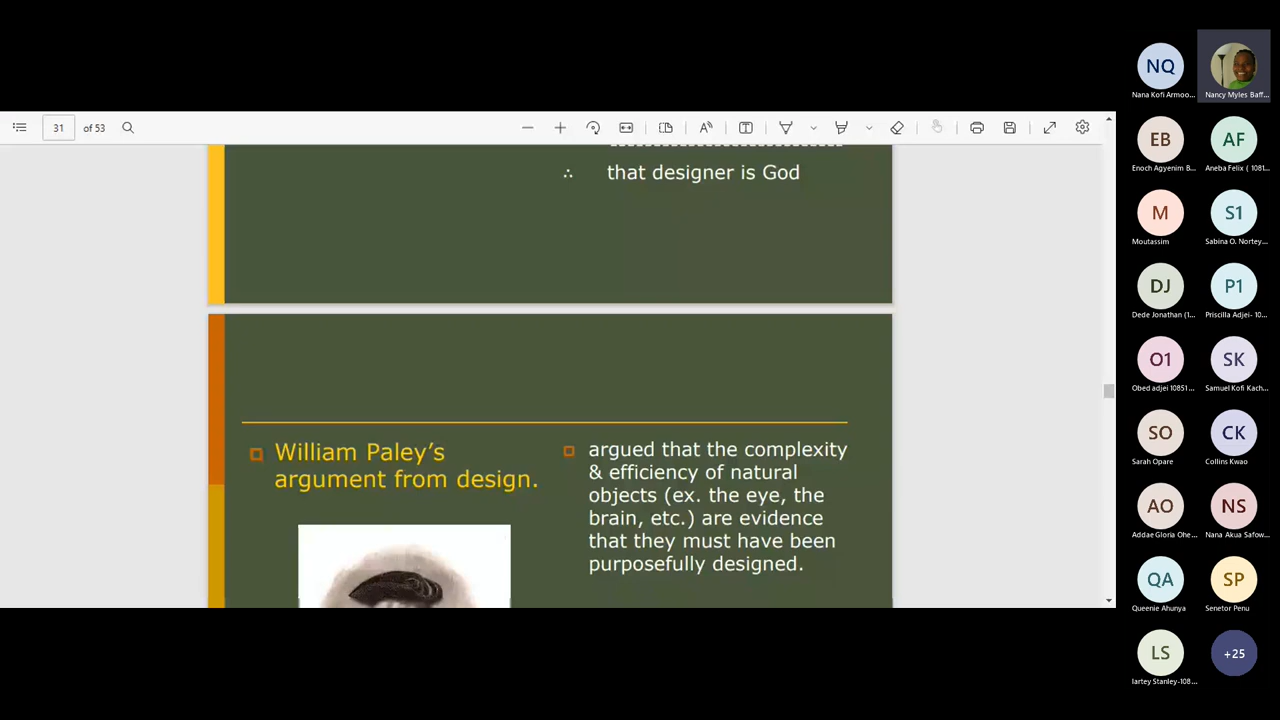 31 of 53
∴ that designer is God
William Paley's
argument from design.
argued that the complexity
& efficiency of natural
objects (ex. the eye, the
brain, etc.) are evidence
that they must have been
purposefully designed.
NQ
Nana Kofi Armoo...
Nancy Myles Baff...
EB
Enoch Agyenim B...
AF
Aneba Felix ( 1081...
M
Moutassim
S1
Sabina O. Nortey...
DJ
Dede Jonathan (1...
P1
Priscilla Adjei- 10...
O1
Obed adjei 10851...
SK
Samuel Kofi Kach...
SO
Sarah Opare
CK
Collins Kwao
AO
Addae Gloria Ohe...
NS
Nana Akua Safow...
QA
Queenie Ahunya
SP
Senetor Penu
LS
lartey Stanley-108...
+25